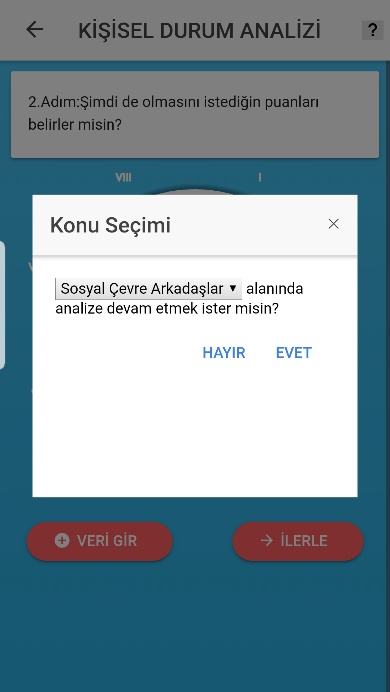 KİŞİSEL DURUM ANALİZİ
?
2.Adım:Şimdi de olmasını istediğin puanları
belirler misin?
VIII
I
Konu Seçimi
Sosyal Çevre Arkadaşlar alanında
analize devam etmek ister misin?
HAYIR
EVET
VERİ GİR
İLERLE